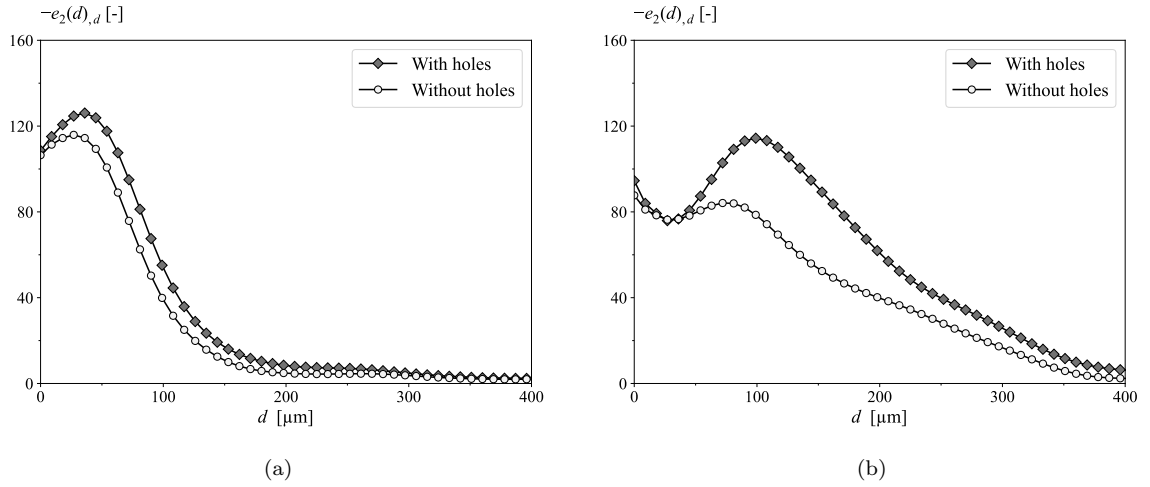 −e₂(d),d [-]
160
120
80
40
0
With holes
Without holes
0 100 200 300 400
d [µm]
(a)
−e₂(d),d [-]
160
120
80
40
0
With holes
Without holes
0 100 200 300 400
d [µm]
(b)